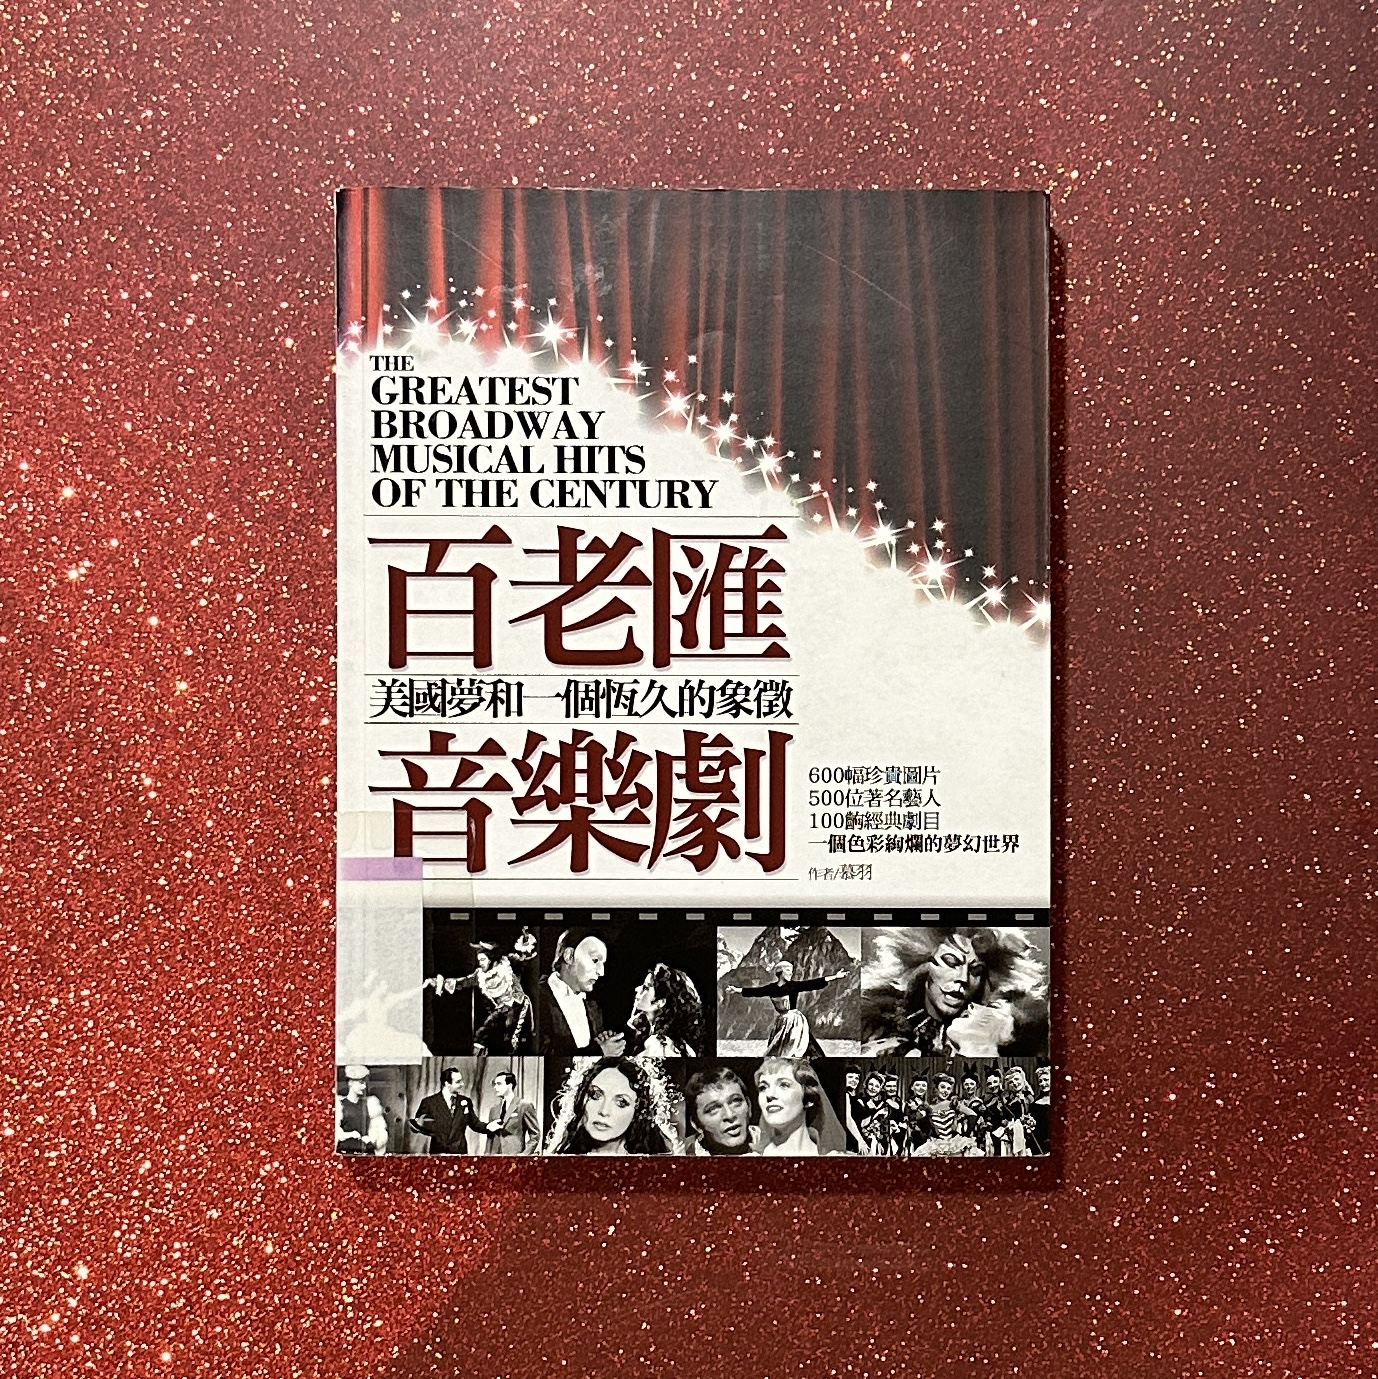 THE
GREATEST
BROADWAY
MUSICAL HITS
OF THE CENTURY
百老匯
美國夢和一個恆久的象徵
音樂劇
600幅珍貴圖片
500位著名藝人
100齣經典劇目
一個色彩絢爛的夢幻世界
作者/慕羽